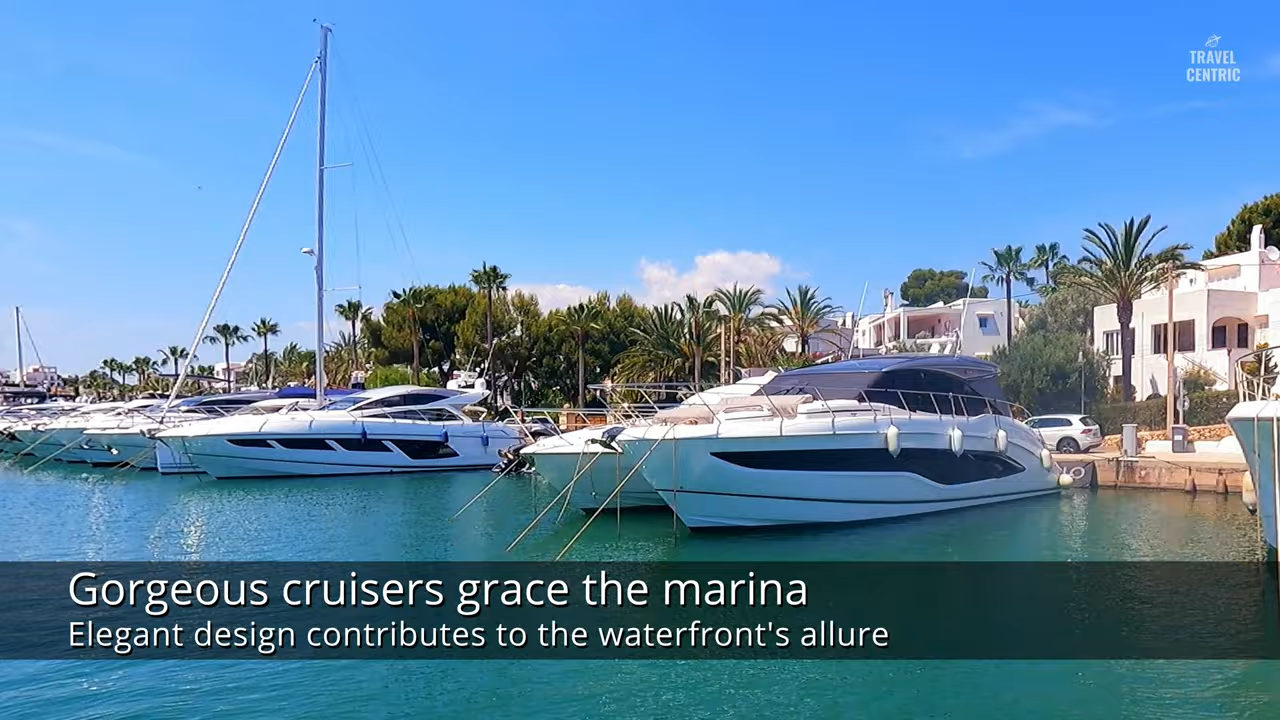 TRAVEL
CENTRIC
Gorgeous cruisers grace the marina
Elegant design contributes to the waterfront's allure